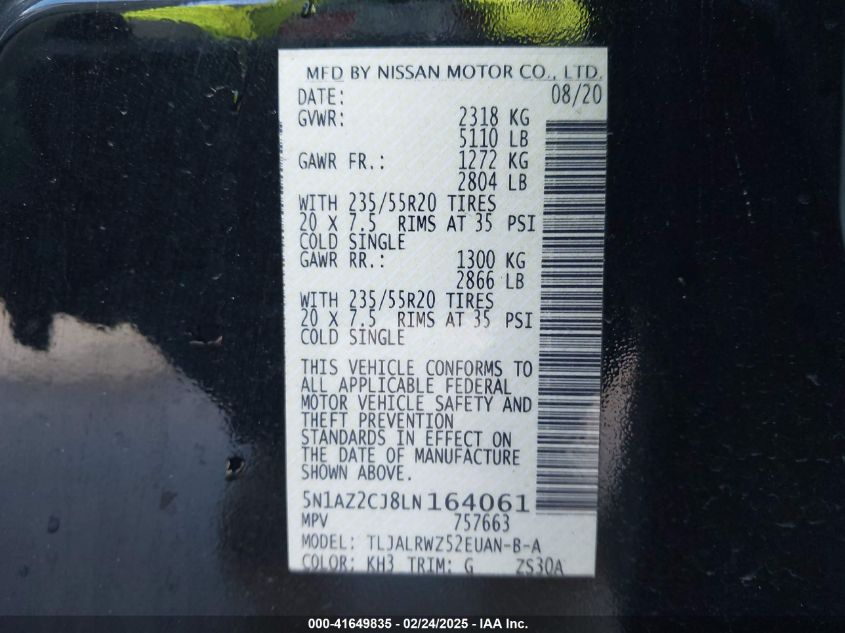 MFD BY NISSAN MOTOR CO., LTD.
DATE: 08/20
GVWR: 2318 KG
5110 LB
GAWR FR.: 1272 KG
2804 LB
WITH 235/55R20 TIRES
20 X 7.5 RIMS AT 35 PSI
COLD SINGLE
GAWR RR.: 1300 KG
2866 LB
WITH 235/55R20 TIRES
20 X 7.5 RIMS AT 35 PSI
COLD SINGLE
THIS VEHICLE CONFORMS TO
ALL APPLICABLE FEDERAL
MOTOR VEHICLE SAFETY AND
THEFT PREVENTION
STANDARDS IN EFFECT ON
THE DATE OF MANUFACTURE
SHOWN ABOVE.
5N1AZ2CJ8LN164061
MPV 757663
MODEL: TLJALRWZ52EUAN-B-A
COLOR: KH3 TRIM: G ZS30A
000-41649835 - 02/24/2025 - IAA Inc.